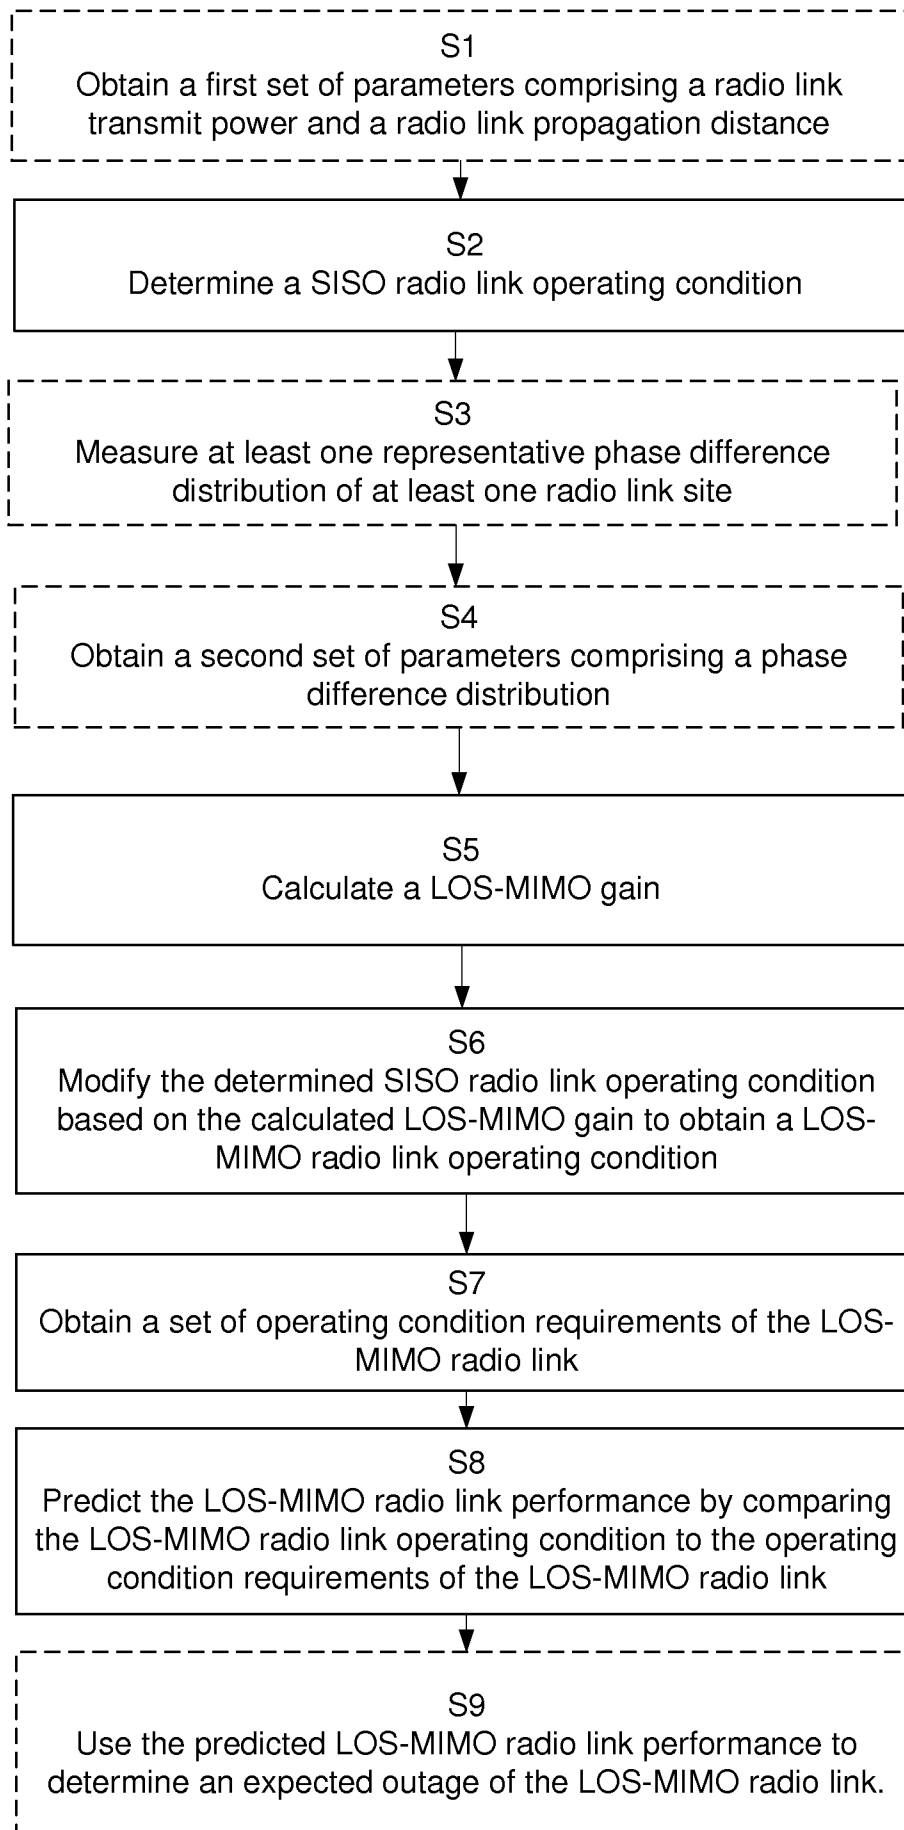 S1
Obtain a first set of parameters comprising a radio link
transmit power and a radio link propagation distance
S2
Determine a SISO radio link operating condition
S3
Measure at least one representative phase difference
distribution of at least one radio link site
S4
Obtain a second set of parameters comprising a phase
difference distribution
S5
Calculate a LOS-MIMO gain
S6
Modify the determined SISO radio link operating condition
based on the calculated LOS-MIMO gain to obtain a LOS-
MIMO radio link operating condition
S7
Obtain a set of operating condition requirements of the LOS-
MIMO radio link
S8
Predict the LOS-MIMO radio link performance by comparing
the LOS-MIMO radio link operating condition to the operating
condition requirements of the LOS-MIMO radio link
S9
Use the predicted LOS-MIMO radio link performance to
determine an expected outage of the LOS-MIMO radio link.